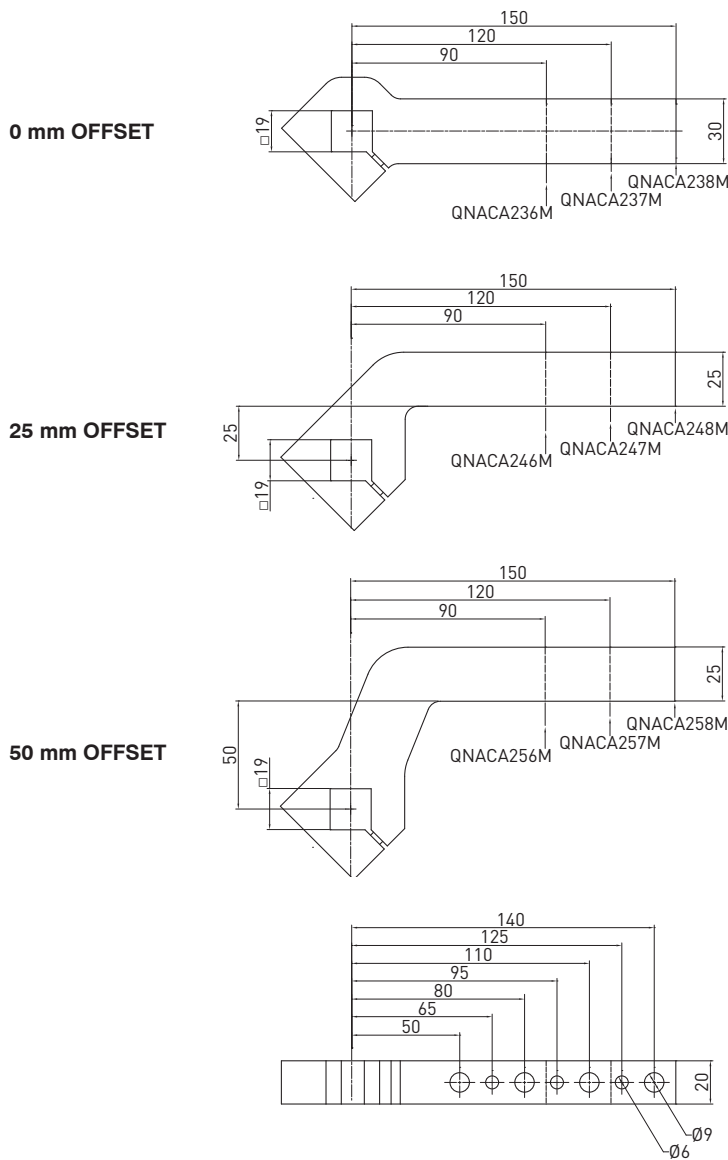 150
120
90
0 mm OFFSET
□19
30
QNACA238M
QNACA237M
QNACA236M
150
120
90
25
25 mm OFFSET
25
□19
QNACA248M
QNACA247M
QNACA246M
150
120
90
25
50 mm OFFSET
50
□19
QNACA258M
QNACA257M
QNACA256M
140
125
110
95
80
65
50
20
Ø9
Ø6